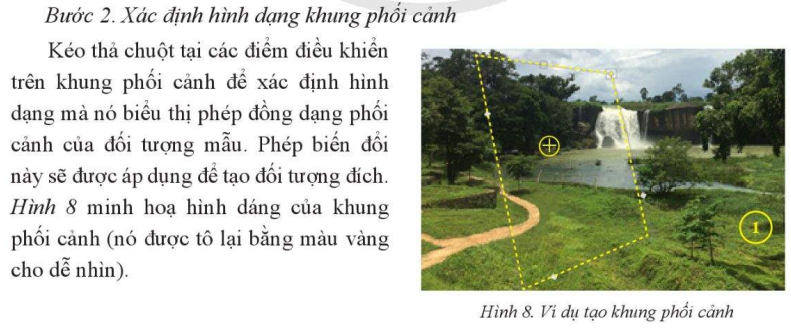 Bước 2. Xác định hình dạng khung phối cảnh
Kéo thả chuột tại các điểm điều khiển
trên khung phối cảnh để xác định hình
dạng mà nó biểu thị phép đồng dạng phối
cảnh của đối tượng mẫu. Phép biến đổi
này sẽ được áp dụng để tạo đối tượng đích.
Hình 8 minh hoạ hình dáng của khung
phối cảnh (nó được tô lại bằng màu vàng
cho dễ nhìn).
1
Hình 8. Ví dụ tạo khung phối cảnh